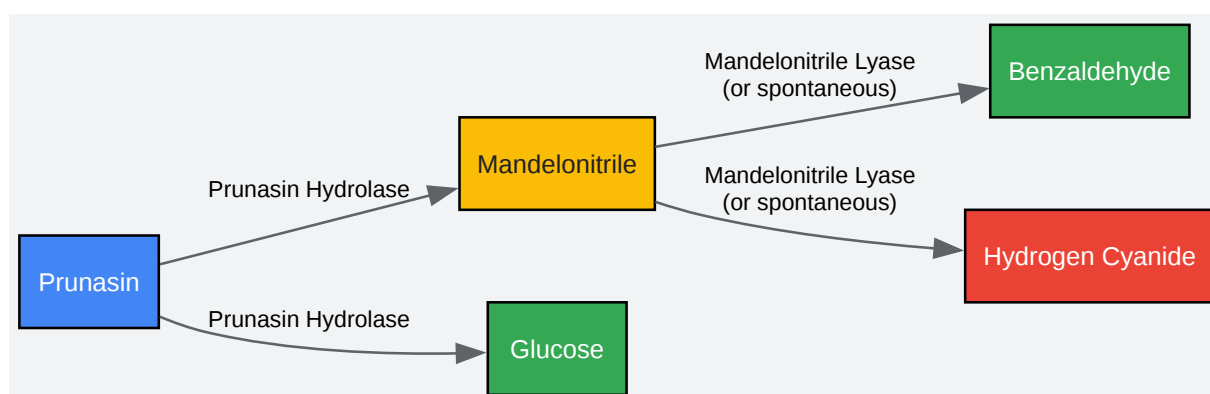 Mandelonitrile Lyase
(or spontaneous)
Benzaldehyde
Mandelonitrile
Prunasin Hydrolase
Mandelonitrile Lyase
(or spontaneous)
Hydrogen Cyanide
Prunasin
Prunasin Hydrolase
Glucose